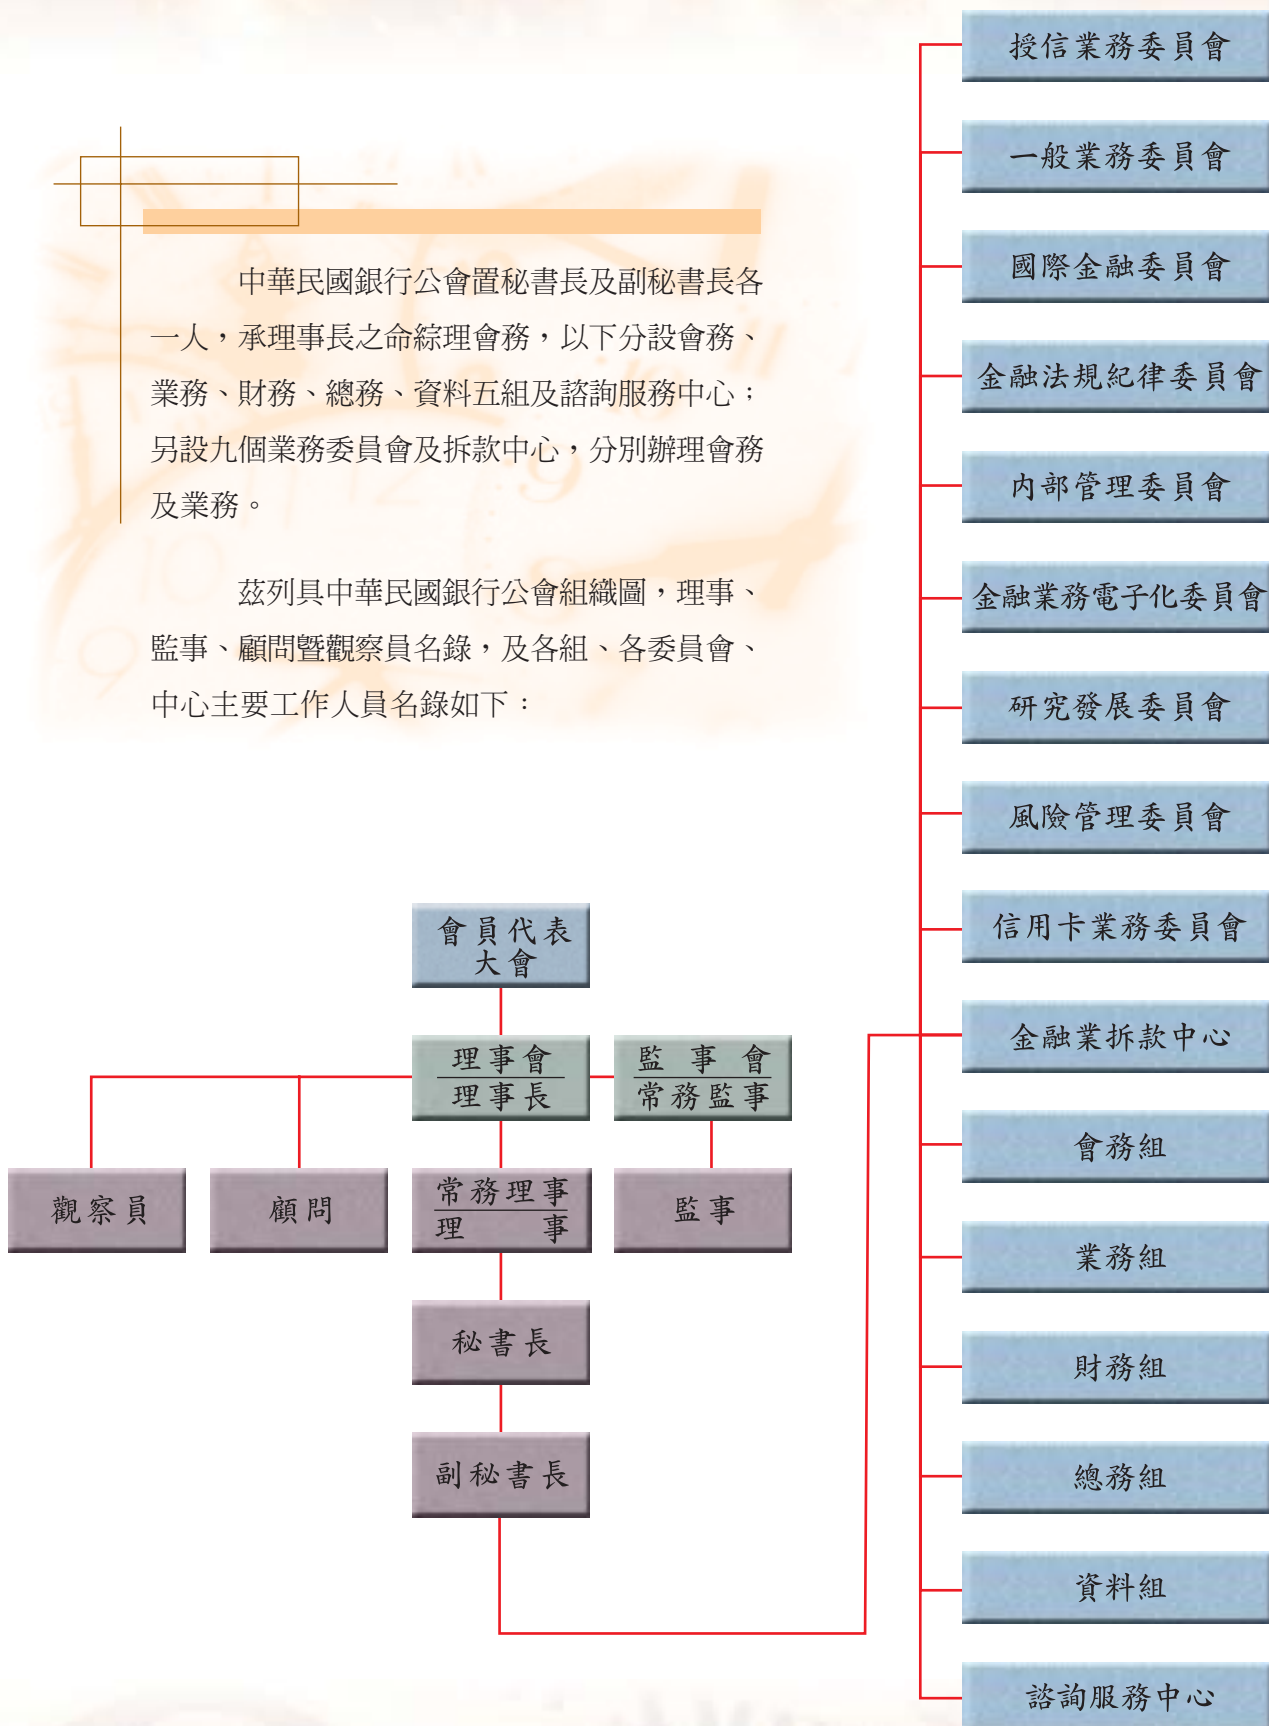 中華民國銀行公會置秘書長及副秘書長各
一人，承理事長之命綜理會務，以下分設會務、
業務、財務、總務、資料五組及諮詢服務中心；
另設九個業務委員會及拆款中心，分別辦理會務
及業務。
茲列具中華民國銀行公會組織圖，理事、
監事、顧問暨觀察員名錄，及各組、各委員會、
中心主要工作人員名錄如下：
會員代表
大會
理事會
理事長
監事會
常務監事
觀察員
顧問
常務理事
理事
監事
秘書長
副秘書長
授信業務委員會
一般業務委員會
國際金融委員會
金融法規紀律委員會
內部管理委員會
金融業務電子化委員會
研究發展委員會
風險管理委員會
信用卡業務委員會
金融業拆款中心
會務組
業務組
財務組
總務組
資料組
諮詢服務中心